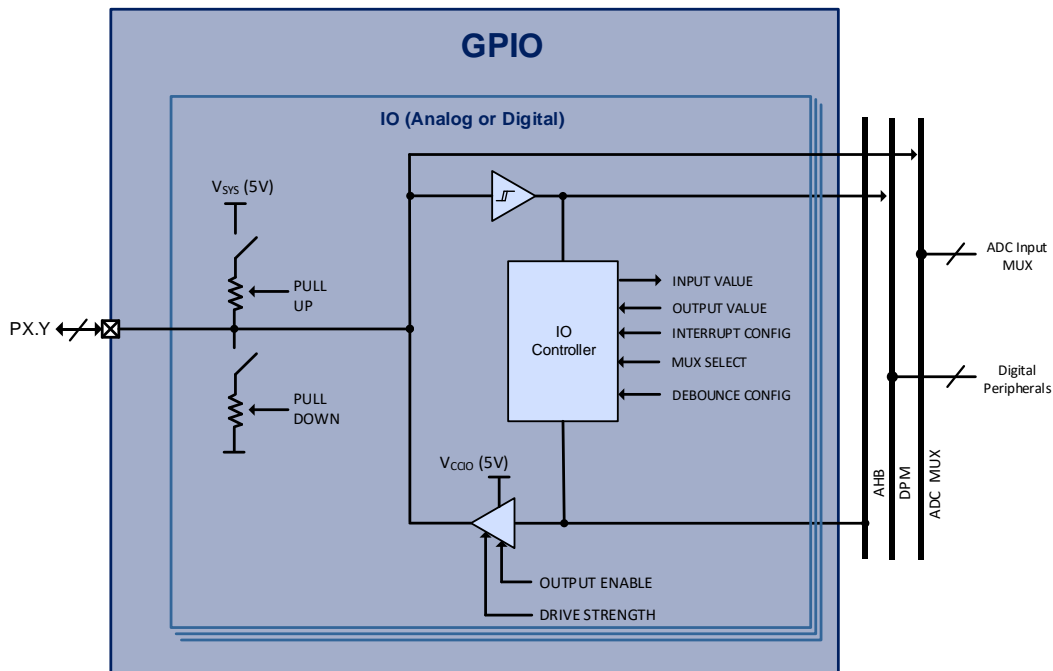 GPIO
IO (Analog or Digital)
VSYS (5V)
PULL
UP
PX.Y
PULL
DOWN
IO
Controller
INPUT VALUE
OUTPUT VALUE
INTERRUPT CONFIG
MUX SELECT
DEBOUNCE CONFIG
VCCIO (5V)
OUTPUT ENABLE
DRIVE STRENGTH
AHB
DPM
ADC MUX
ADC Input
MUX
Digital
Peripherals